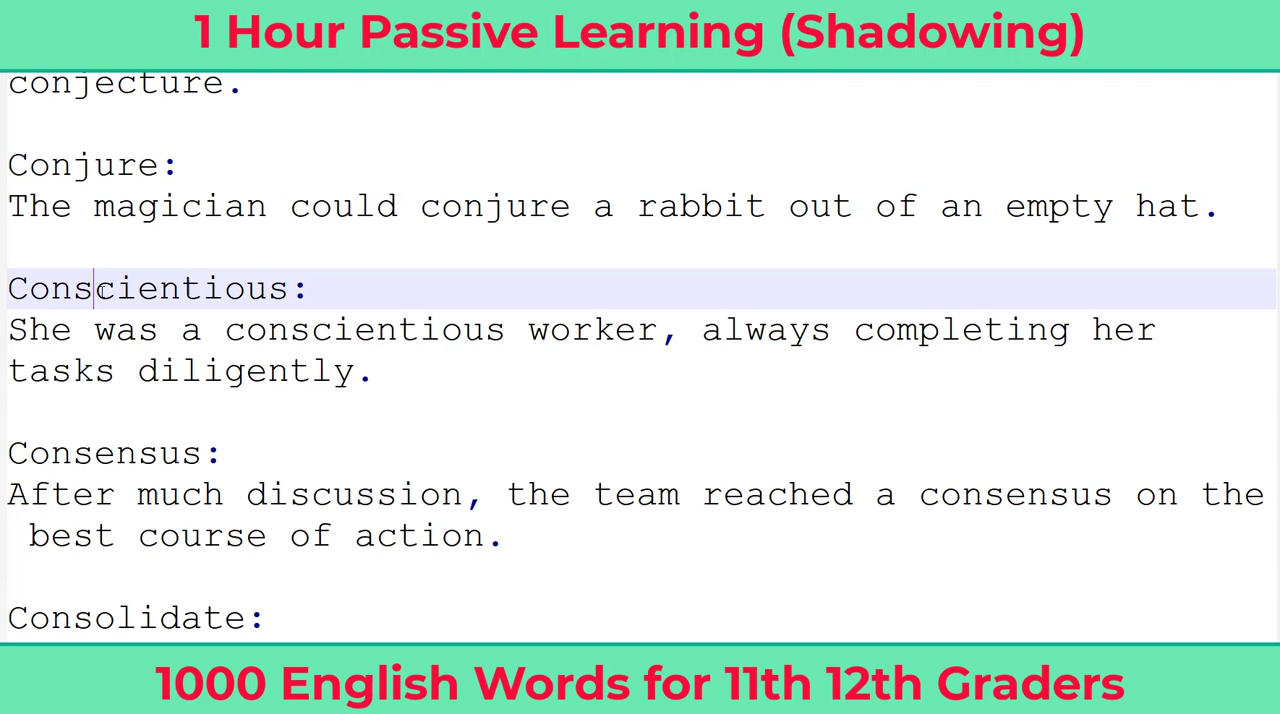 1 Hour Passive Learning (Shadowing)
conjecture.
Conjure:
The magician could conjure a rabbit out of an empty hat.
Conscientious:
She was a conscientious worker, always completing her
tasks diligently.
Consensus:
After much discussion, the team reached a consensus on the
best course of action.
Consolidate:
1000 English Words for 11th 12th Graders